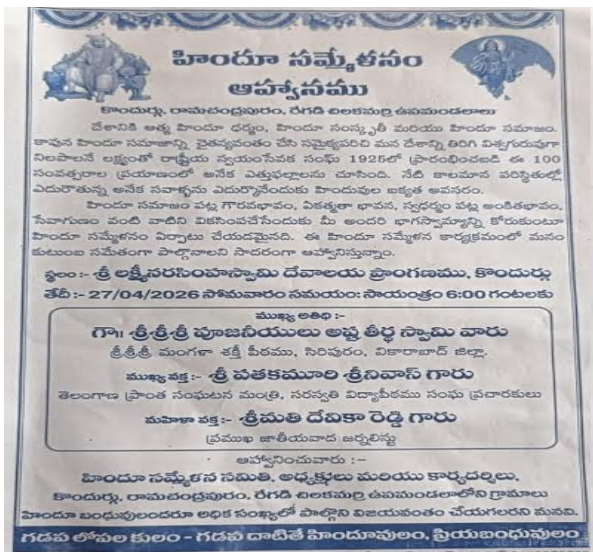 హిందూ సమ్మేళనం
ఆహ్వానము
కొందుర్గు, రామచంద్రపురం, రేగడి చిలకమర్రి ఉపమండలాలు
దేశానికి ఆత్మ హిందూ ధర్మం, హిందూ సంస్కృతీ మరియు హిందూ సమాజం.
కావున హిందూ సమాజాన్ని చైతన్యవంతం చేసి సమైక్యపరిచి మన దేశాన్ని తిరిగి విశ్వగురువుగా
నిలపాలనే లక్ష్యంతో రాష్ట్రీయ స్వయంసేవక సంఘ్ 1925లో ప్రారంభించబడి ఈ 100
సంవత్సరాల ప్రయాణంలో అనేక ఎత్తుపల్లాలను చూసింది. నేటి కాలమాన పరిస్థితుల్లో
ఎదురౌతున్న అనేక సవాళ్ళను ఎదుర్కొనేందుకు హిందువుల ఐక్యత అవసరం.
హిందూ సమాజం పట్ల గౌరవభావం, ఏకత్మతా భావన, స్వధర్మం పట్ల అంకితభావం,
సేవాగుణం వంటి వాటిని వికసింపచేసేందుకు మీ అందరి భాగస్వామ్యాన్ని కోరుకుంటూ
హిందూ సమ్మేళనం ఏర్పాటు చేయడమైనది. ఈ హిందూ సమ్మేళన కార్యక్రమంలో మనం
కుటుంబ సమేతంగా పాల్గొనాలని సాదరంగా ఆహ్వానిస్తున్నాం.
స్థలం :- శ్రీ లక్ష్మీనరసింహస్వామి దేవాలయ ప్రాంగణము, కొందుర్గు
తేదీ :- 27/04/2026 సోమవారం సమయం: సాయంత్రం 6:00 గంటలకు
ముఖ్య అతిథి :-
గౌ॥ శ్రీశ్రీశ్రీ పూజనీయులు అష్ట తీర్థ స్వామి వారు
శ్రీశ్రీశ్రీ మంగళా శక్తీ పీఠము, సిరిపురం, వికారాబాద్ జిల్లా.
ముఖ్య వక్త :- శ్రీ పతకమూరి శ్రీనివాస్ గారు
తెలంగాణ ప్రాంత సంఘటన మంత్రి, సరస్వతి విద్యాపీఠము సంఘ ప్రచారకులు
మహిళా వక్త :- శ్రీమతి దేవికా రెడ్డి గారు
ప్రముఖ జాతీయవాద జర్నలిస్టు
ఆహ్వానించువారు :-
హిందూ సమ్మేళన సమితి, అధ్యక్షులు మరియు కార్యదర్శులు,
కొందుర్గు, రామచంద్రపురం, రేగడి చిలకమర్రి ఉపమండలాలోని గ్రామాలు
హిందూ బంధువులందరూ అధిక సంఖ్యలో పాల్గొని విజయవంతం చేయగలరని మనవి.
గడప లోపల కులం - గడప దాటితే హిందువులం, ప్రియబంధువులం